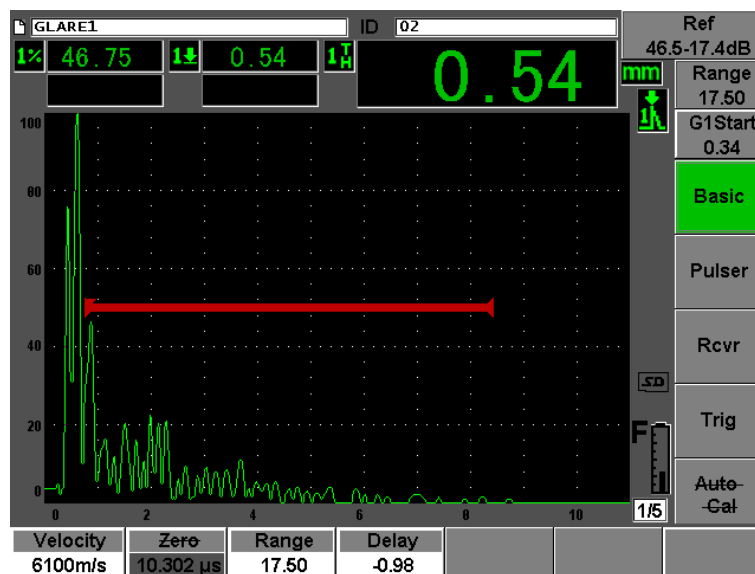 GLARE1 ID 02 Ref
46.5-17.4dB
1% 46.75 1 0.54 1 TH 0.54 mm
Range
17.50
G1Start
0.34
Basic
Pulser
Rcvr
Trig
Auto-
-Cal
100
80
60
40
20
0
0 2 4 6 8 10
SD
F
1/5
Velocity Zero Range Delay
6100m/s 10.302 µs 17.50 -0.98